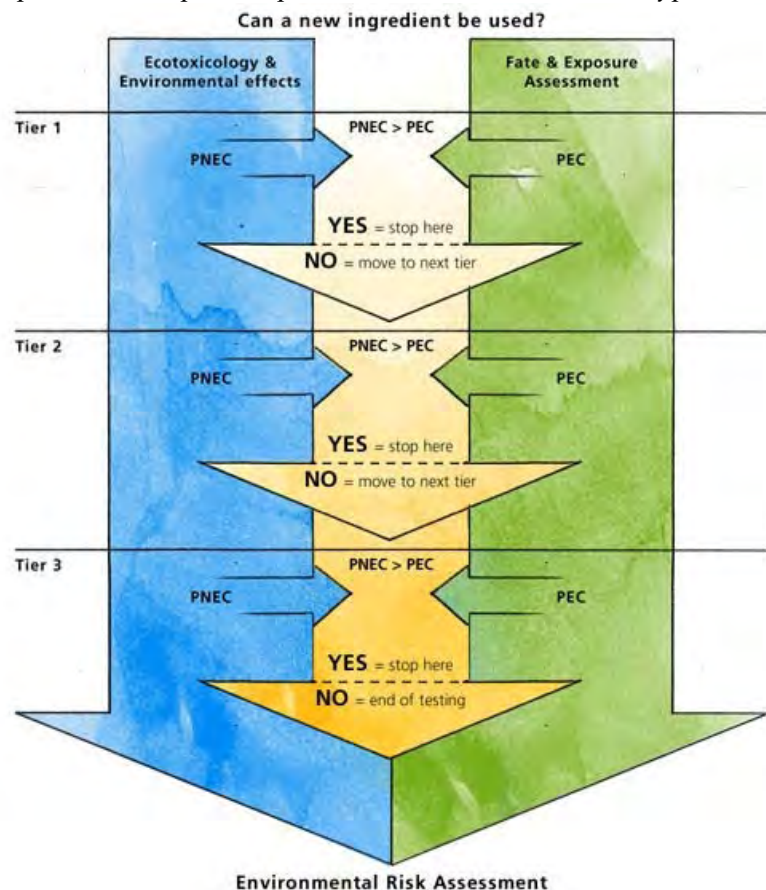 Can a new ingredient be used?
Ecotoxicology &
Environmental effects
Fate & Exposure
Assessment
Tier 1
PNEC > PEC
PNEC
PEC
YES = stop here
NO = move to next tier
Tier 2
PNEC > PEC
PNEC
PEC
YES = stop here
NO = move to next tier
Tier 3
PNEC > PEC
PNEC
PEC
YES = stop here
NO = end of testing
Environmental Risk Assessment